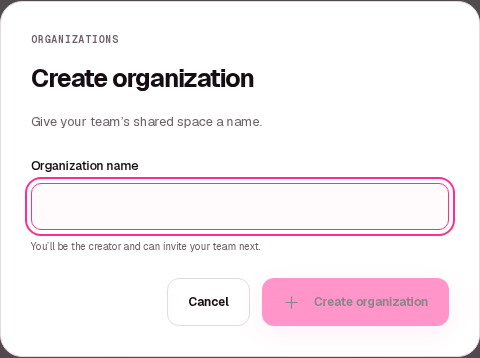 ORGANIZATIONS
Create organization
Give your team's shared space a name.
Organization name
You'll be the creator and can invite your team next.
Cancel
Create organization